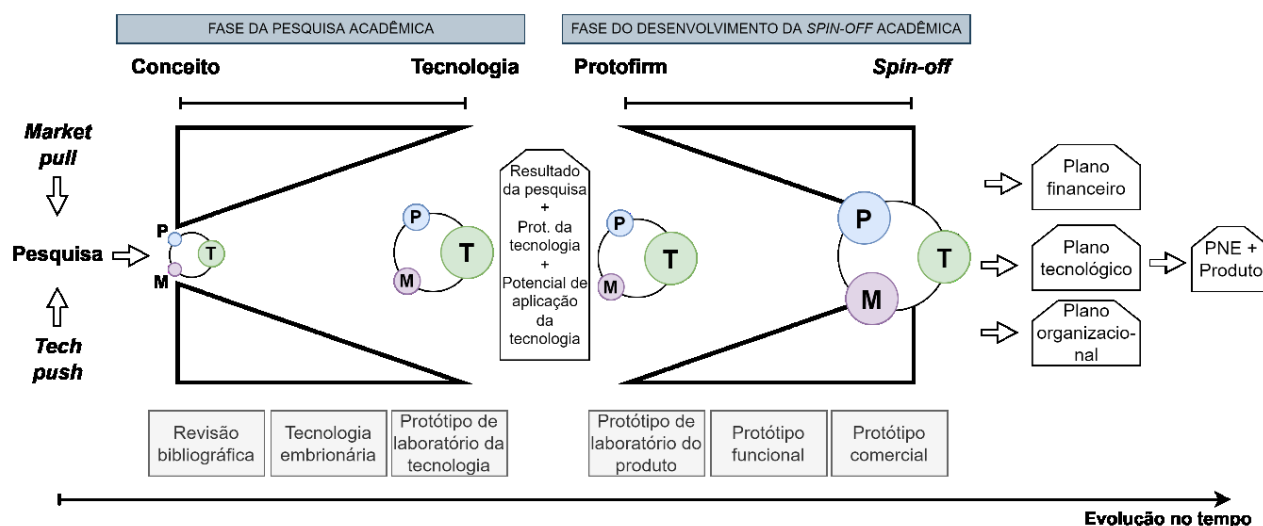 FASE DA PESQUISA ACADÊMICA
FASE DO DESENVOLVIMENTO DA SPIN-OFF ACADÊMICA
Conceito
Tecnologia
Protofirm
Spin-off
Market
pull
Pesquisa
Tech
push
P
T
M
P
T
M
Resultado
da pesquisa
+
Prot. da
tecnologia
+
Potencial de
aplicação
da
tecnologia
P
T
M
P
T
M
Plano
financeiro
Plano
tecnológico
Plano
organizacio-
nal
PNE +
Produto
Revisão
bibliográfica
Tecnologia
embrionária
Protótipo de
laboratório da
tecnologia
Protótipo de
laboratório do
produto
Protótipo
funcional
Protótipo
comercial
Evolução no tempo